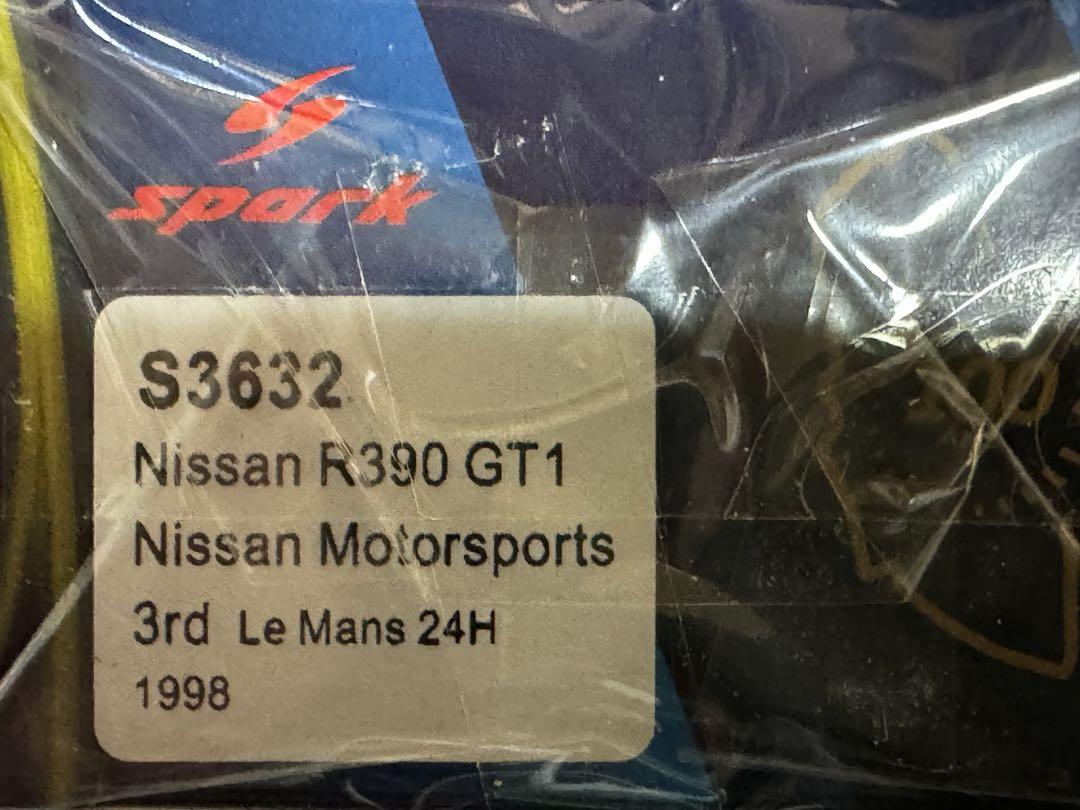 spark
S3632
Nissan R390 GT1
Nissan Motorsports
3rd Le Mans 24H
1998